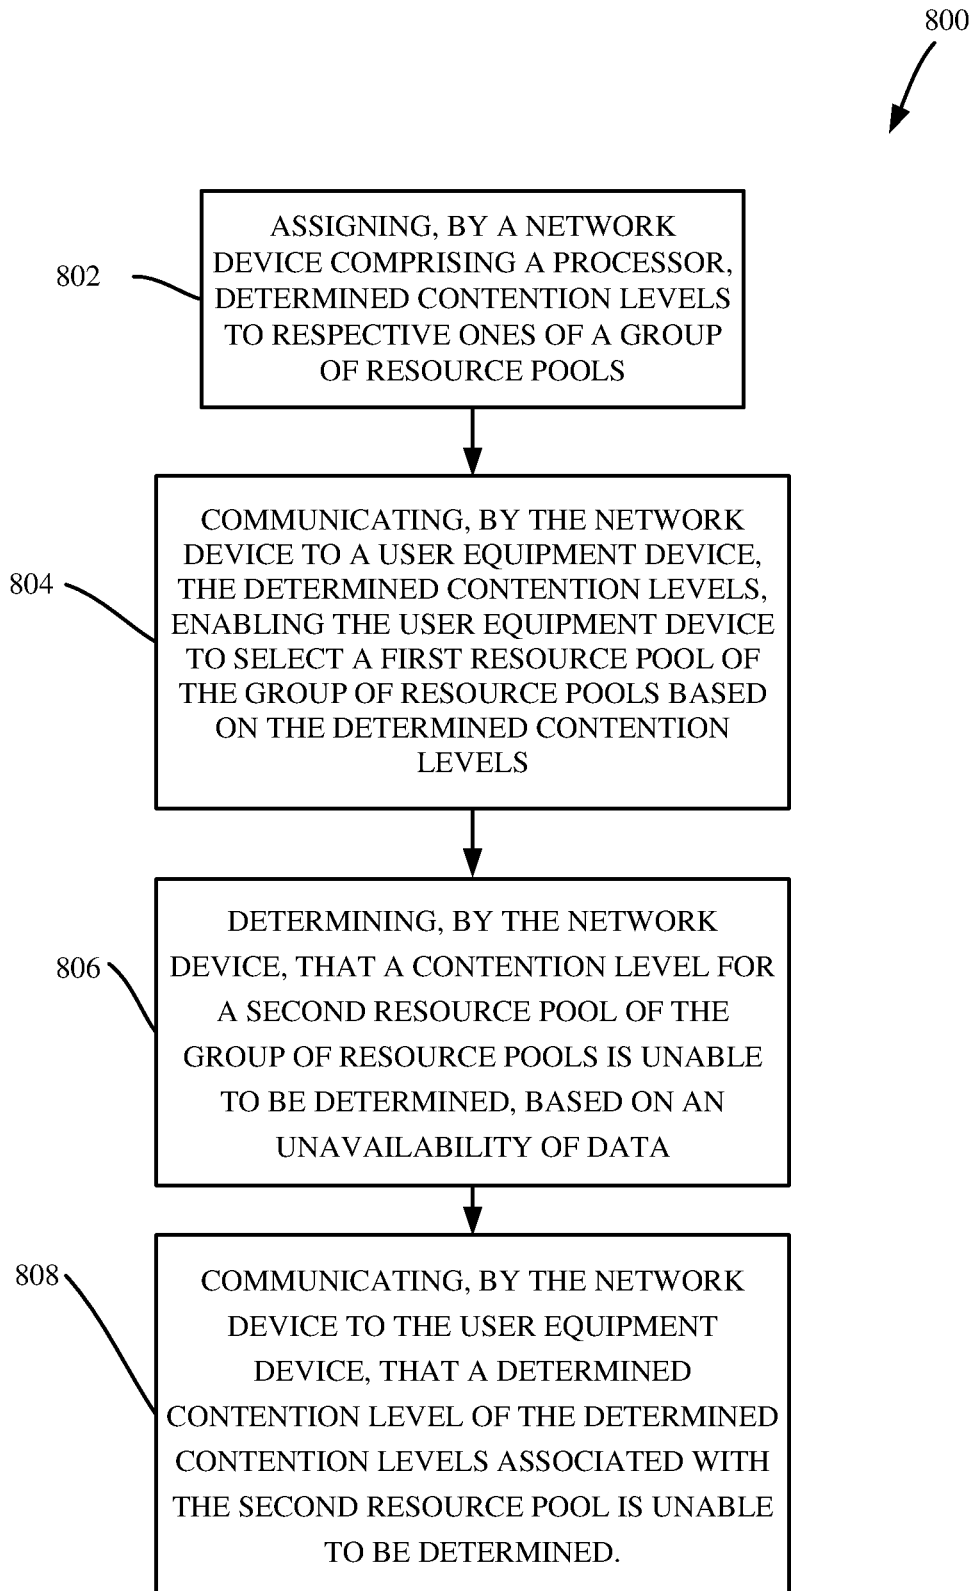 800
802
ASSIGNING, BY A NETWORK
DEVICE COMPRISING A PROCESSOR,
DETERMINED CONTENTION LEVELS
TO RESPECTIVE ONES OF A GROUP
OF RESOURCE POOLS
804
COMMUNICATING, BY THE NETWORK
DEVICE TO A USER EQUIPMENT DEVICE,
THE DETERMINED CONTENTION LEVELS,
ENABLING THE USER EQUIPMENT DEVICE
TO SELECT A FIRST RESOURCE POOL OF
THE GROUP OF RESOURCE POOLS BASED
ON THE DETERMINED CONTENTION
LEVELS
806
DETERMINING, BY THE NETWORK
DEVICE, THAT A CONTENTION LEVEL FOR
A SECOND RESOURCE POOL OF THE
GROUP OF RESOURCE POOLS IS UNABLE
TO BE DETERMINED, BASED ON AN
UNAVAILABILITY OF DATA
808
COMMUNICATING, BY THE NETWORK
DEVICE TO THE USER EQUIPMENT
DEVICE, THAT A DETERMINED
CONTENTION LEVEL OF THE DETERMINED
CONTENTION LEVELS ASSOCIATED WITH
THE SECOND RESOURCE POOL IS UNABLE
TO BE DETERMINED.